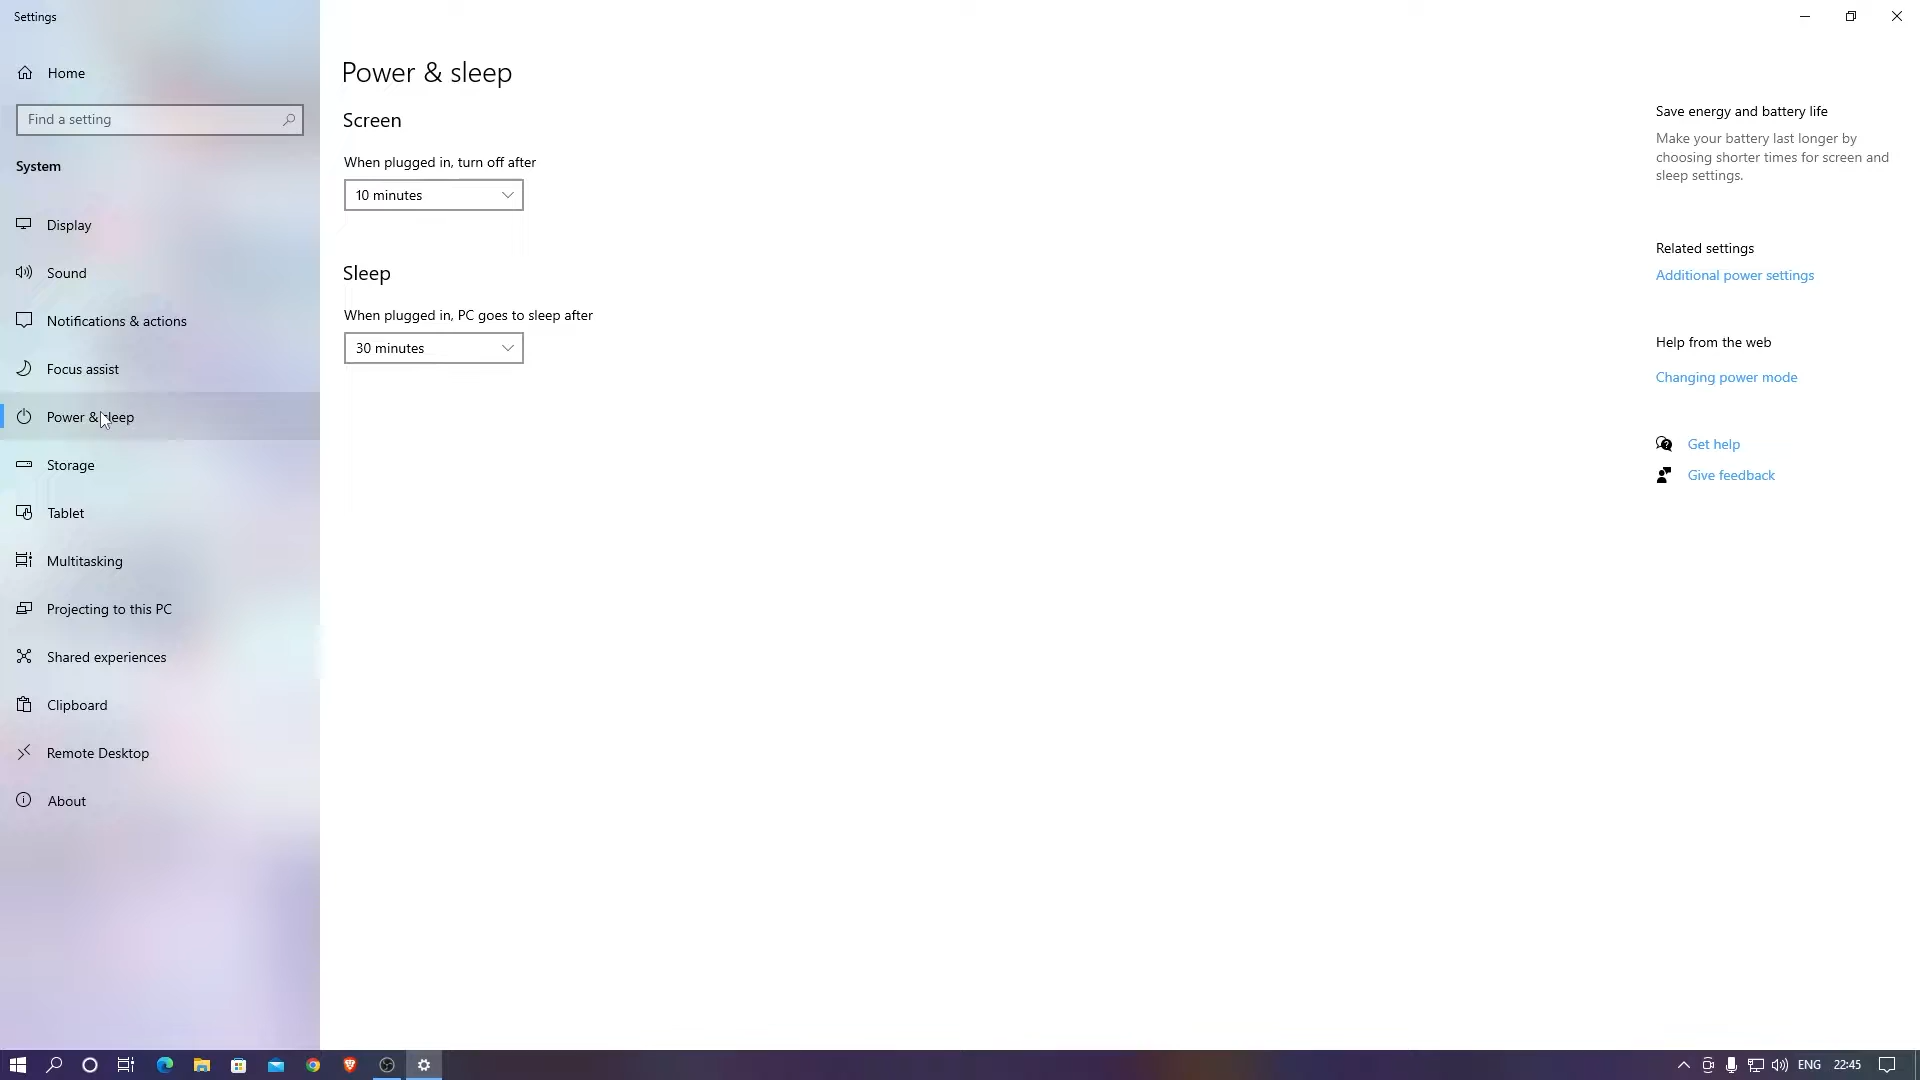 Settings
Home
Find a setting
System
Display
Sound
Notifications & actions
Focus assist
Power & sleep
Storage
Tablet
Multitasking
Projecting to this PC
Shared experiences
Clipboard
Remote Desktop
About
Power & sleep
Screen
When plugged in, turn off after
10 minutes
Sleep
When plugged in, PC goes to sleep after
30 minutes
Save energy and battery life
Make your battery last longer by
choosing shorter times for screen and
sleep settings.
Related settings
Additional power settings
Help from the web
Changing power mode
Get help
Give feedback
ENG
22:45